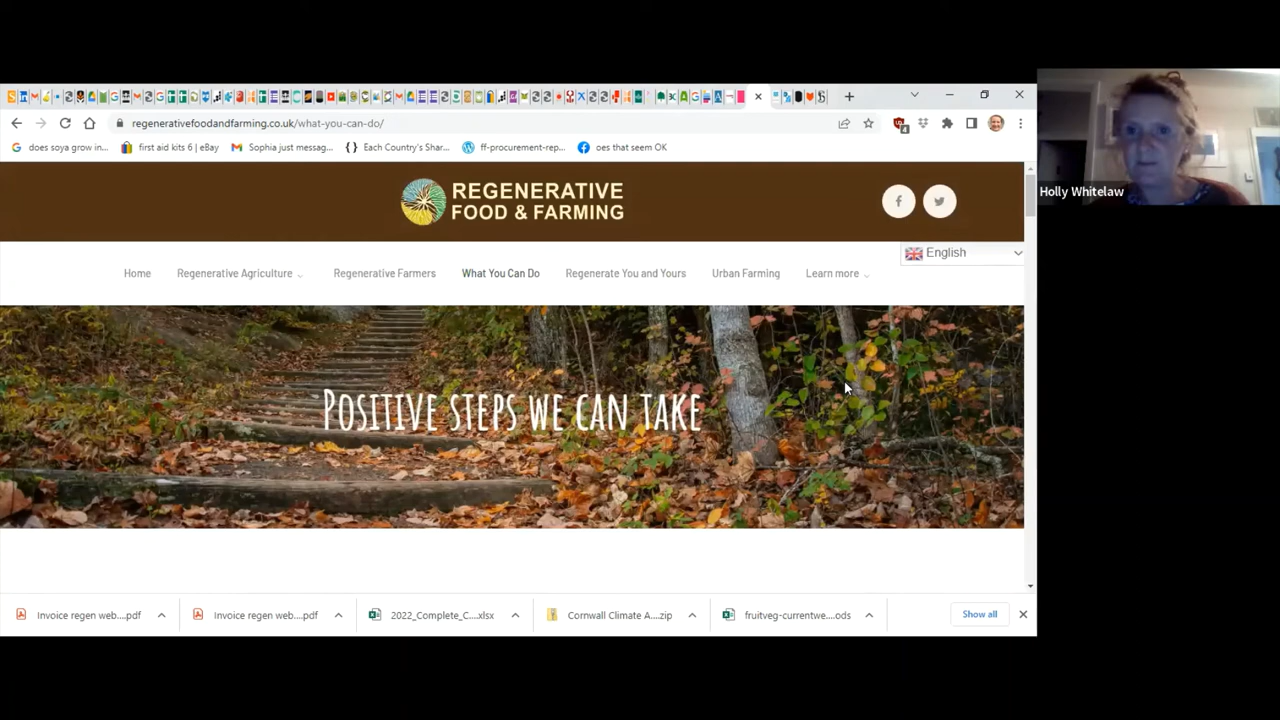 regenerativefoodandfarming.co.uk/what-you-can-do/
does soya grow in...
first aid kits 6 | eBay
Sophia just messag...
Each Country's Shar...
ff-procurement-rep...
oes that seem OK
REGENERATIVE
FOOD & FARMING
English
Home
Regenerative Agriculture
Regenerative Farmers
What You Can Do
Regenerate You and Yours
Urban Farming
Learn more
POSITIVE STEPS WE CAN TAKE
Invoice regen web....pdf
Invoice regen web....pdf
2022_Complete_C....xlsx
Cornwall Climate A....zip
fruitveg-currentwe....ods
Show all
Holly Whitelaw